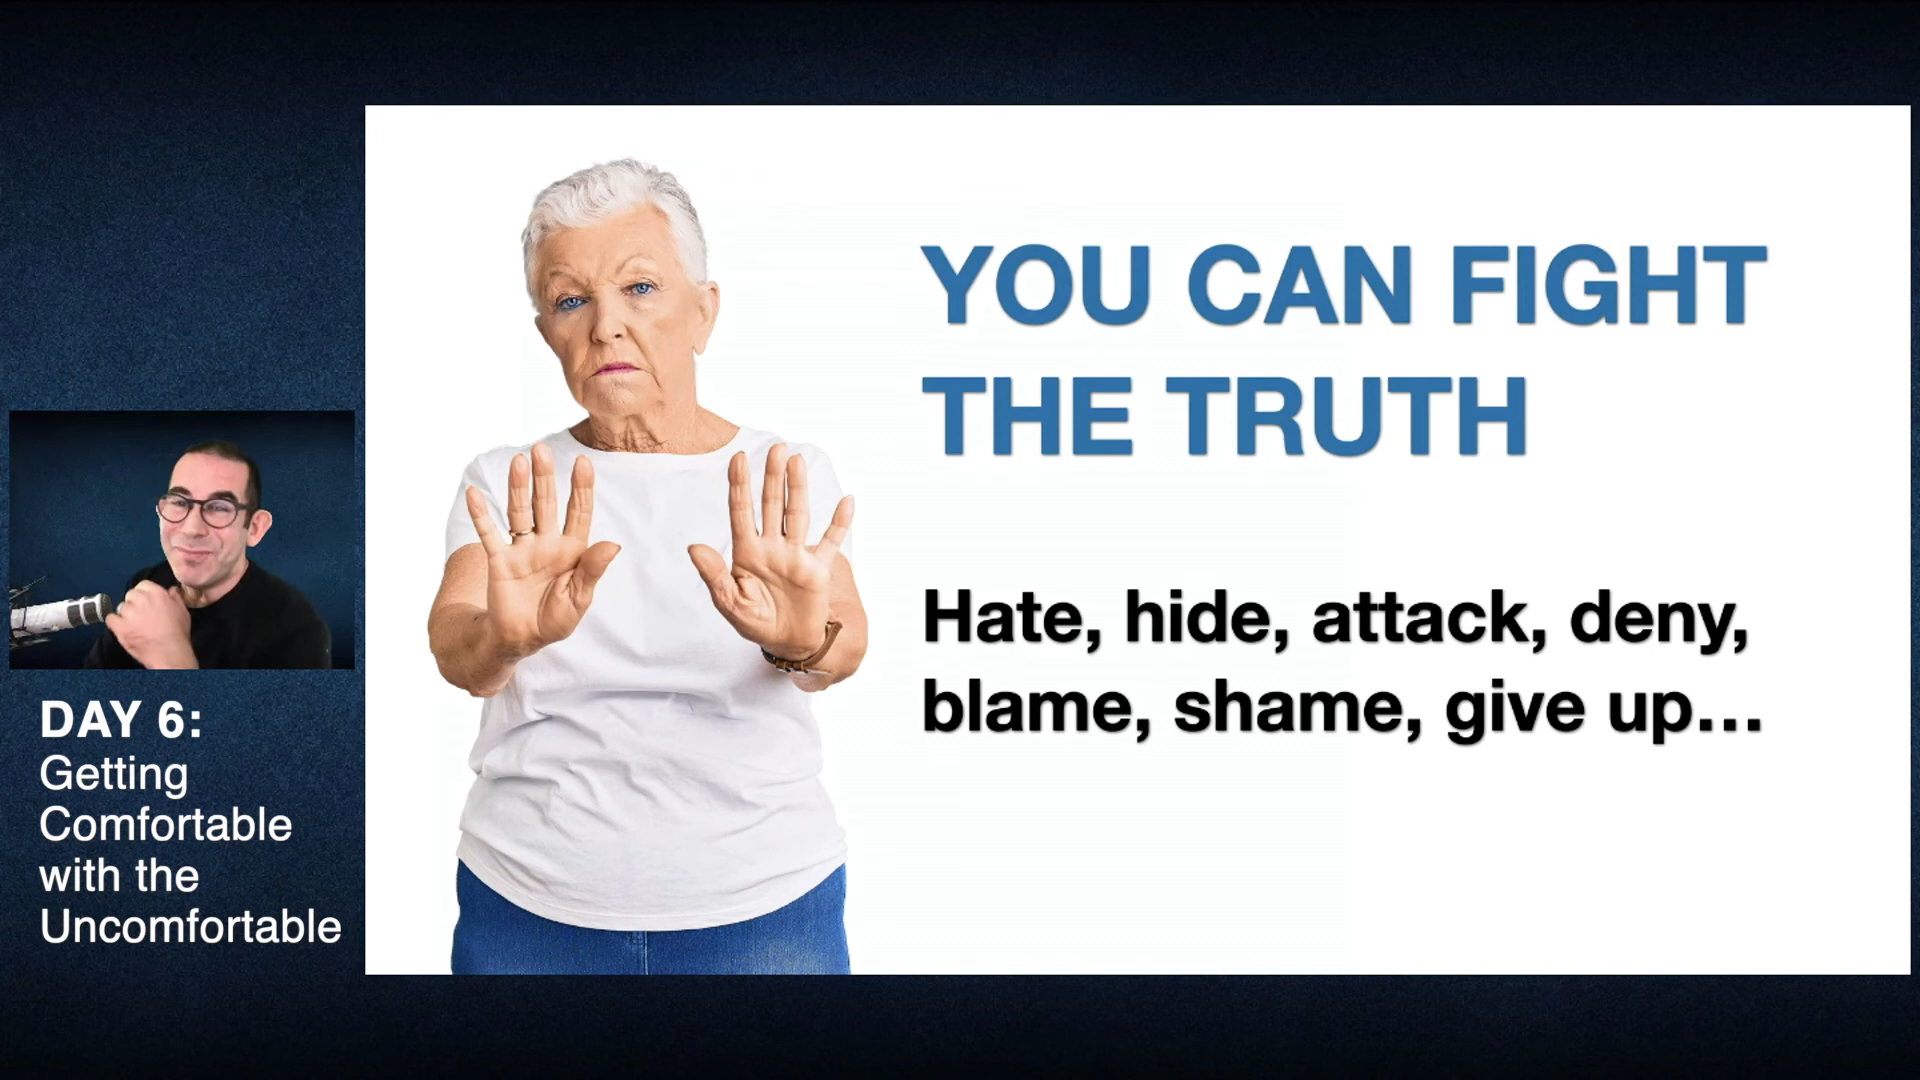 YOU CAN FIGHT
THE TRUTH
Hate, hide, attack, deny,
blame, shame, give up…
DAY 6:
Getting
Comfortable
with the
Uncomfortable